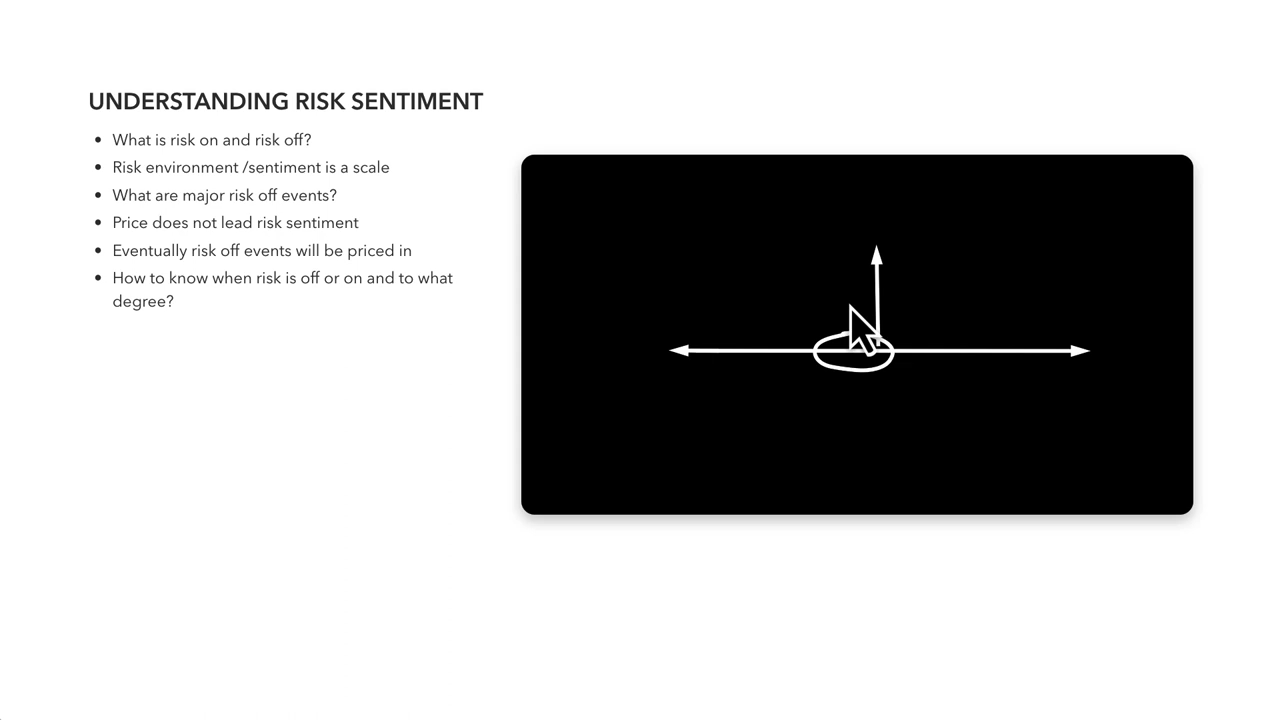 UNDERSTANDING RISK SENTIMENT
• What is risk on and risk off?
• Risk environment /sentiment is a scale
• What are major risk off events?
• Price does not lead risk sentiment
• Eventually risk off events will be priced in
• How to know when risk is off or on and to what
degree?